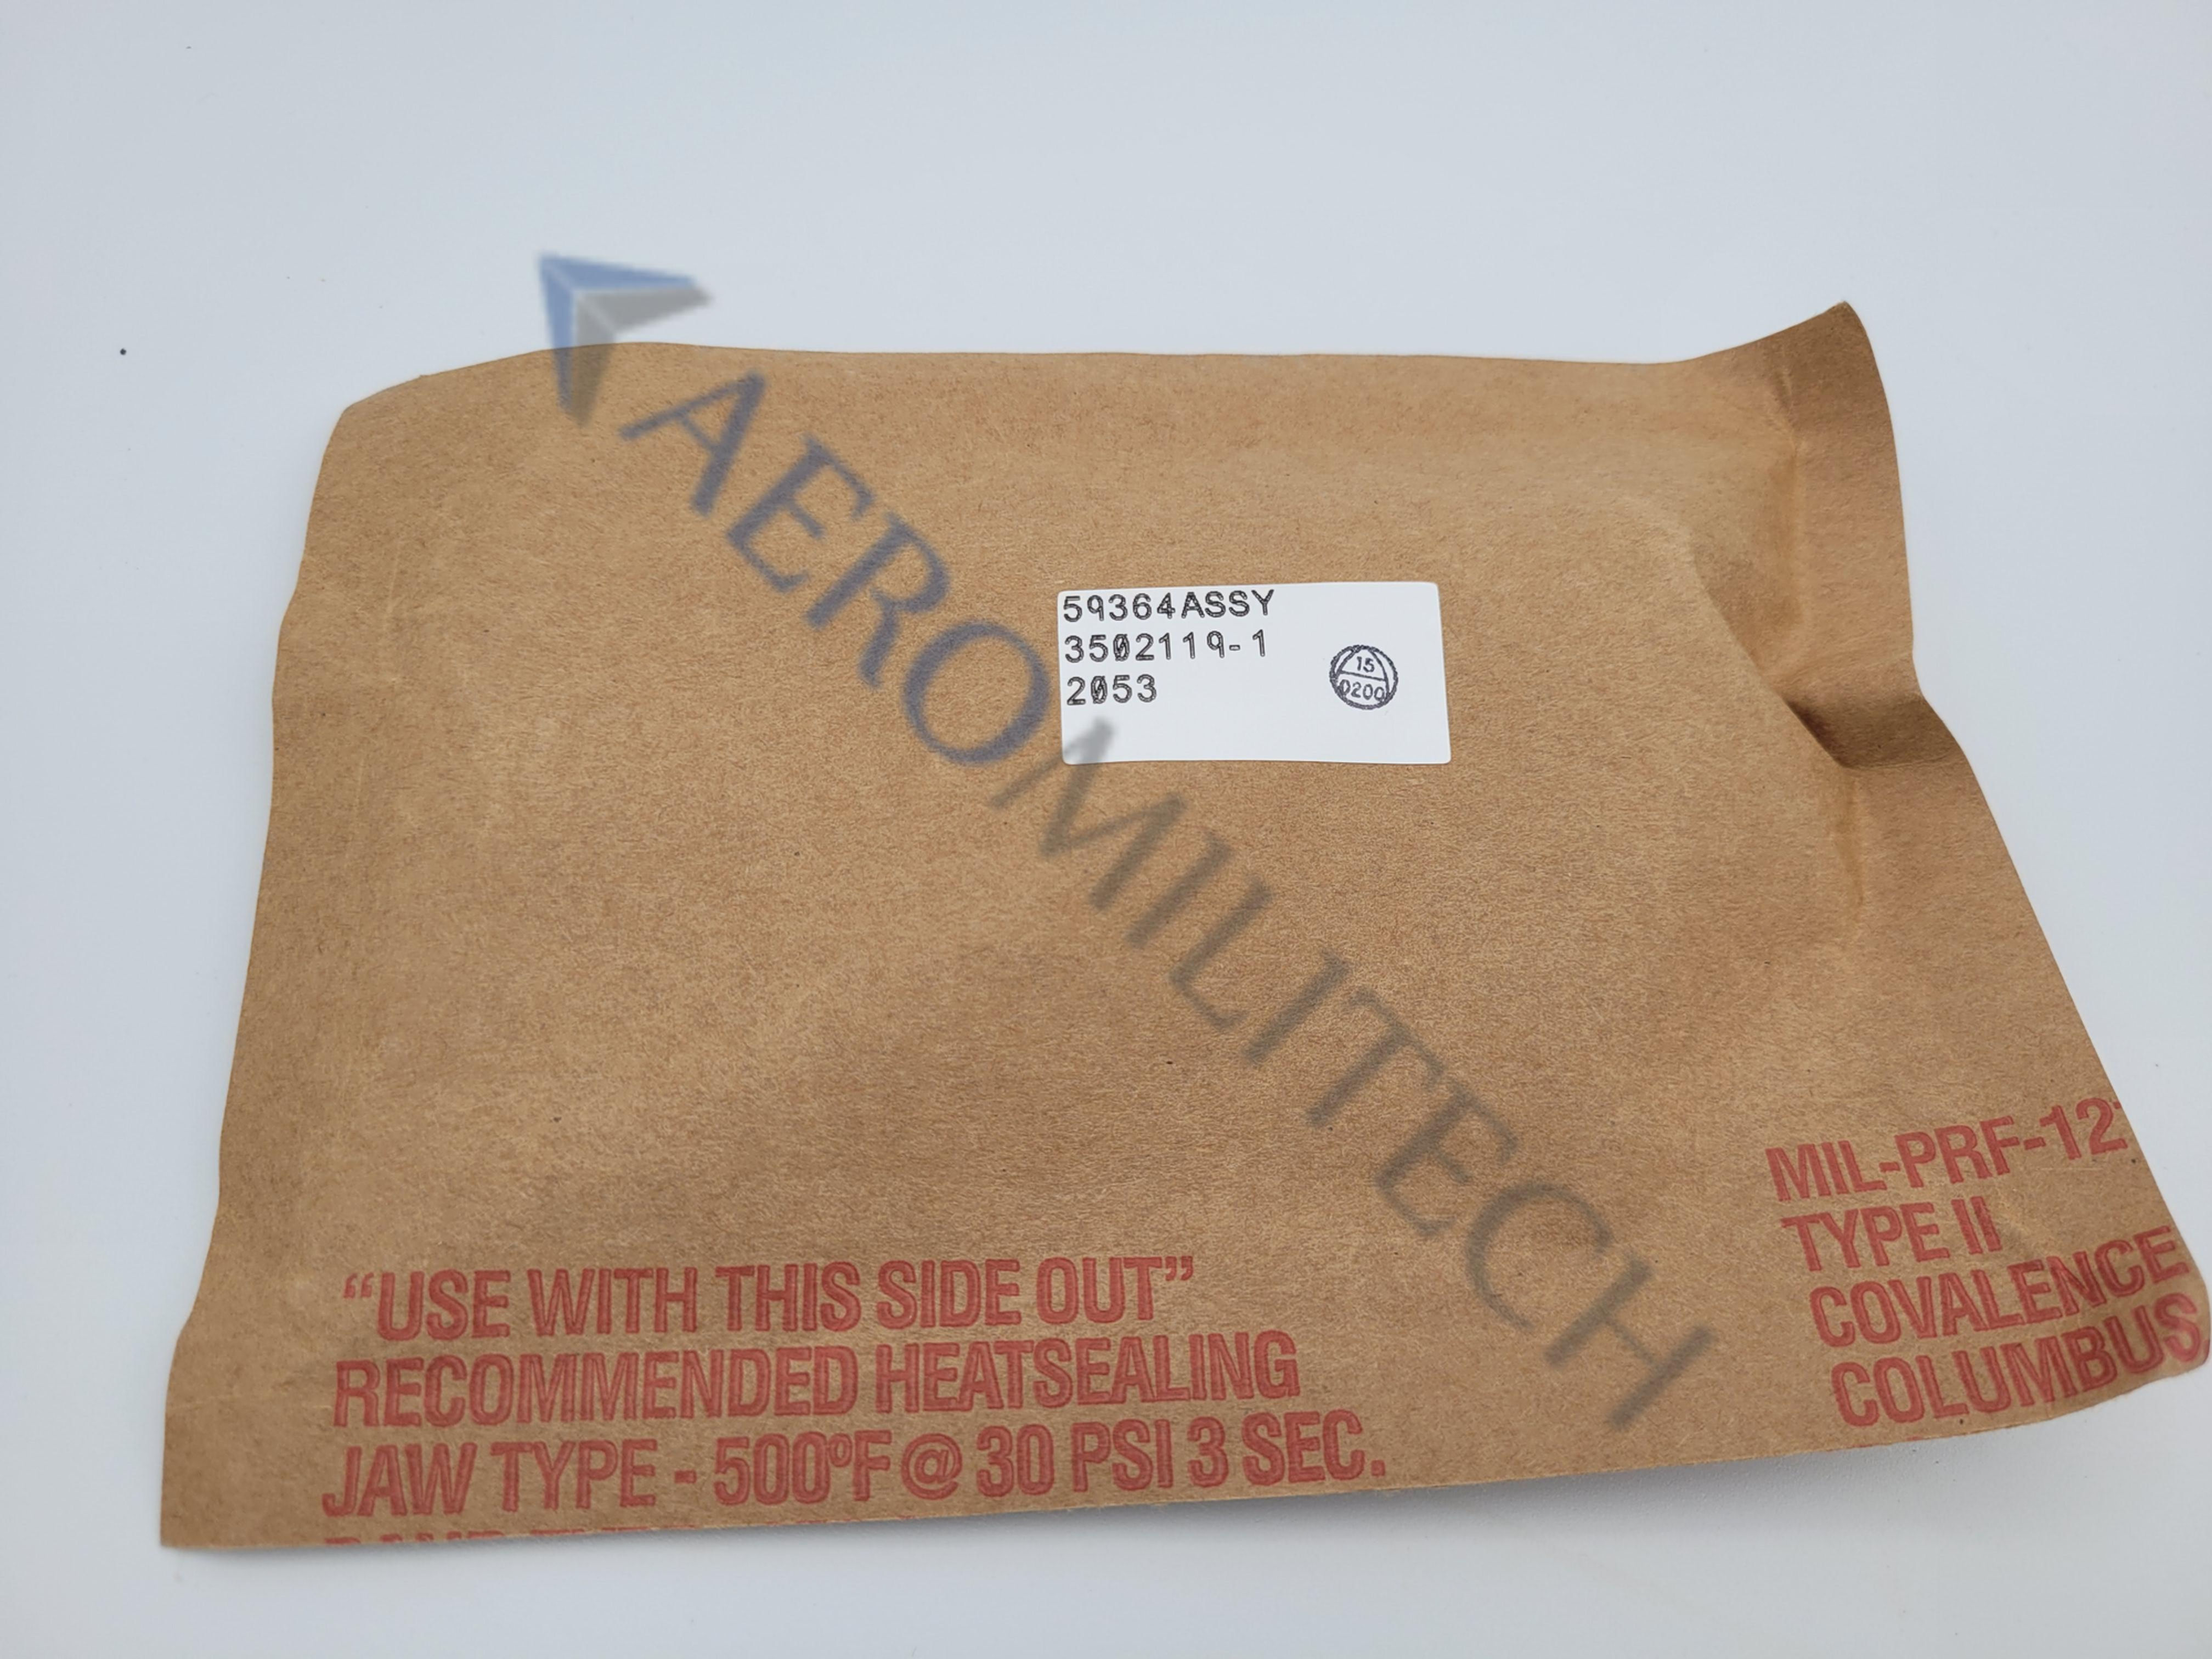 AEROMILITECH
59364ASSY
3502119-1
2053
15
0200
"USE WITH THIS SIDE OUT"
RECOMMENDED HEATSEALING
JAW TYPE - 500ºF @ 30 PSI 3 SEC.
MIL-PRF-12
TYPE II
COVALENCE
COLUMBUS